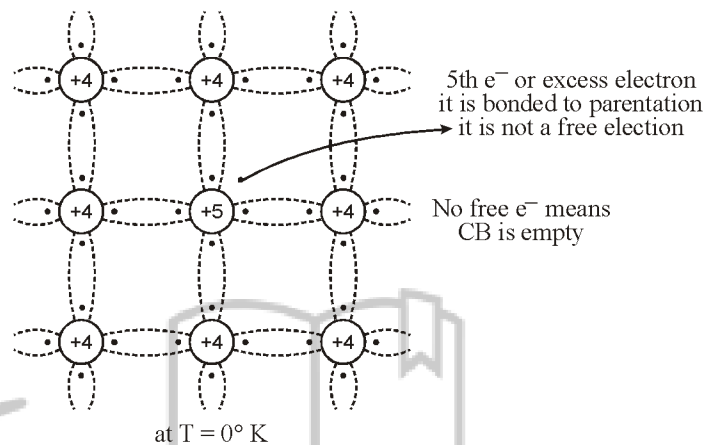 +4 +4 +4
5th e⁻ or excess electron
it is bonded to parentation
it is not a free election
+4 +5 +4
No free e⁻ means
CB is empty
+4 +4 +4
at T = 0° K